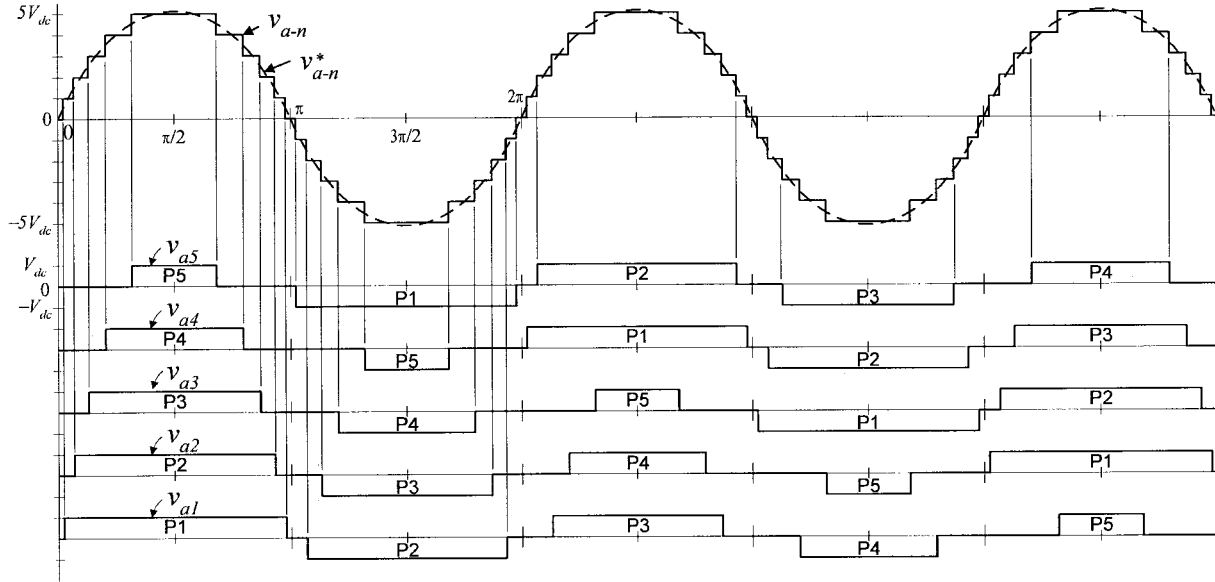 5V_dc
v_a-n
v*_a-n
0
0 π/2 π 3π/2 2π
−5V_dc
V_dc
0
−V_dc
v_a5
P5 P1 P2 P3 P4
v_a4
P4 P5 P1 P2 P3
v_a3
P3 P4 P5 P1 P2
v_a2
P2 P3 P4 P5 P1
v_a1
P1 P2 P3 P4 P5